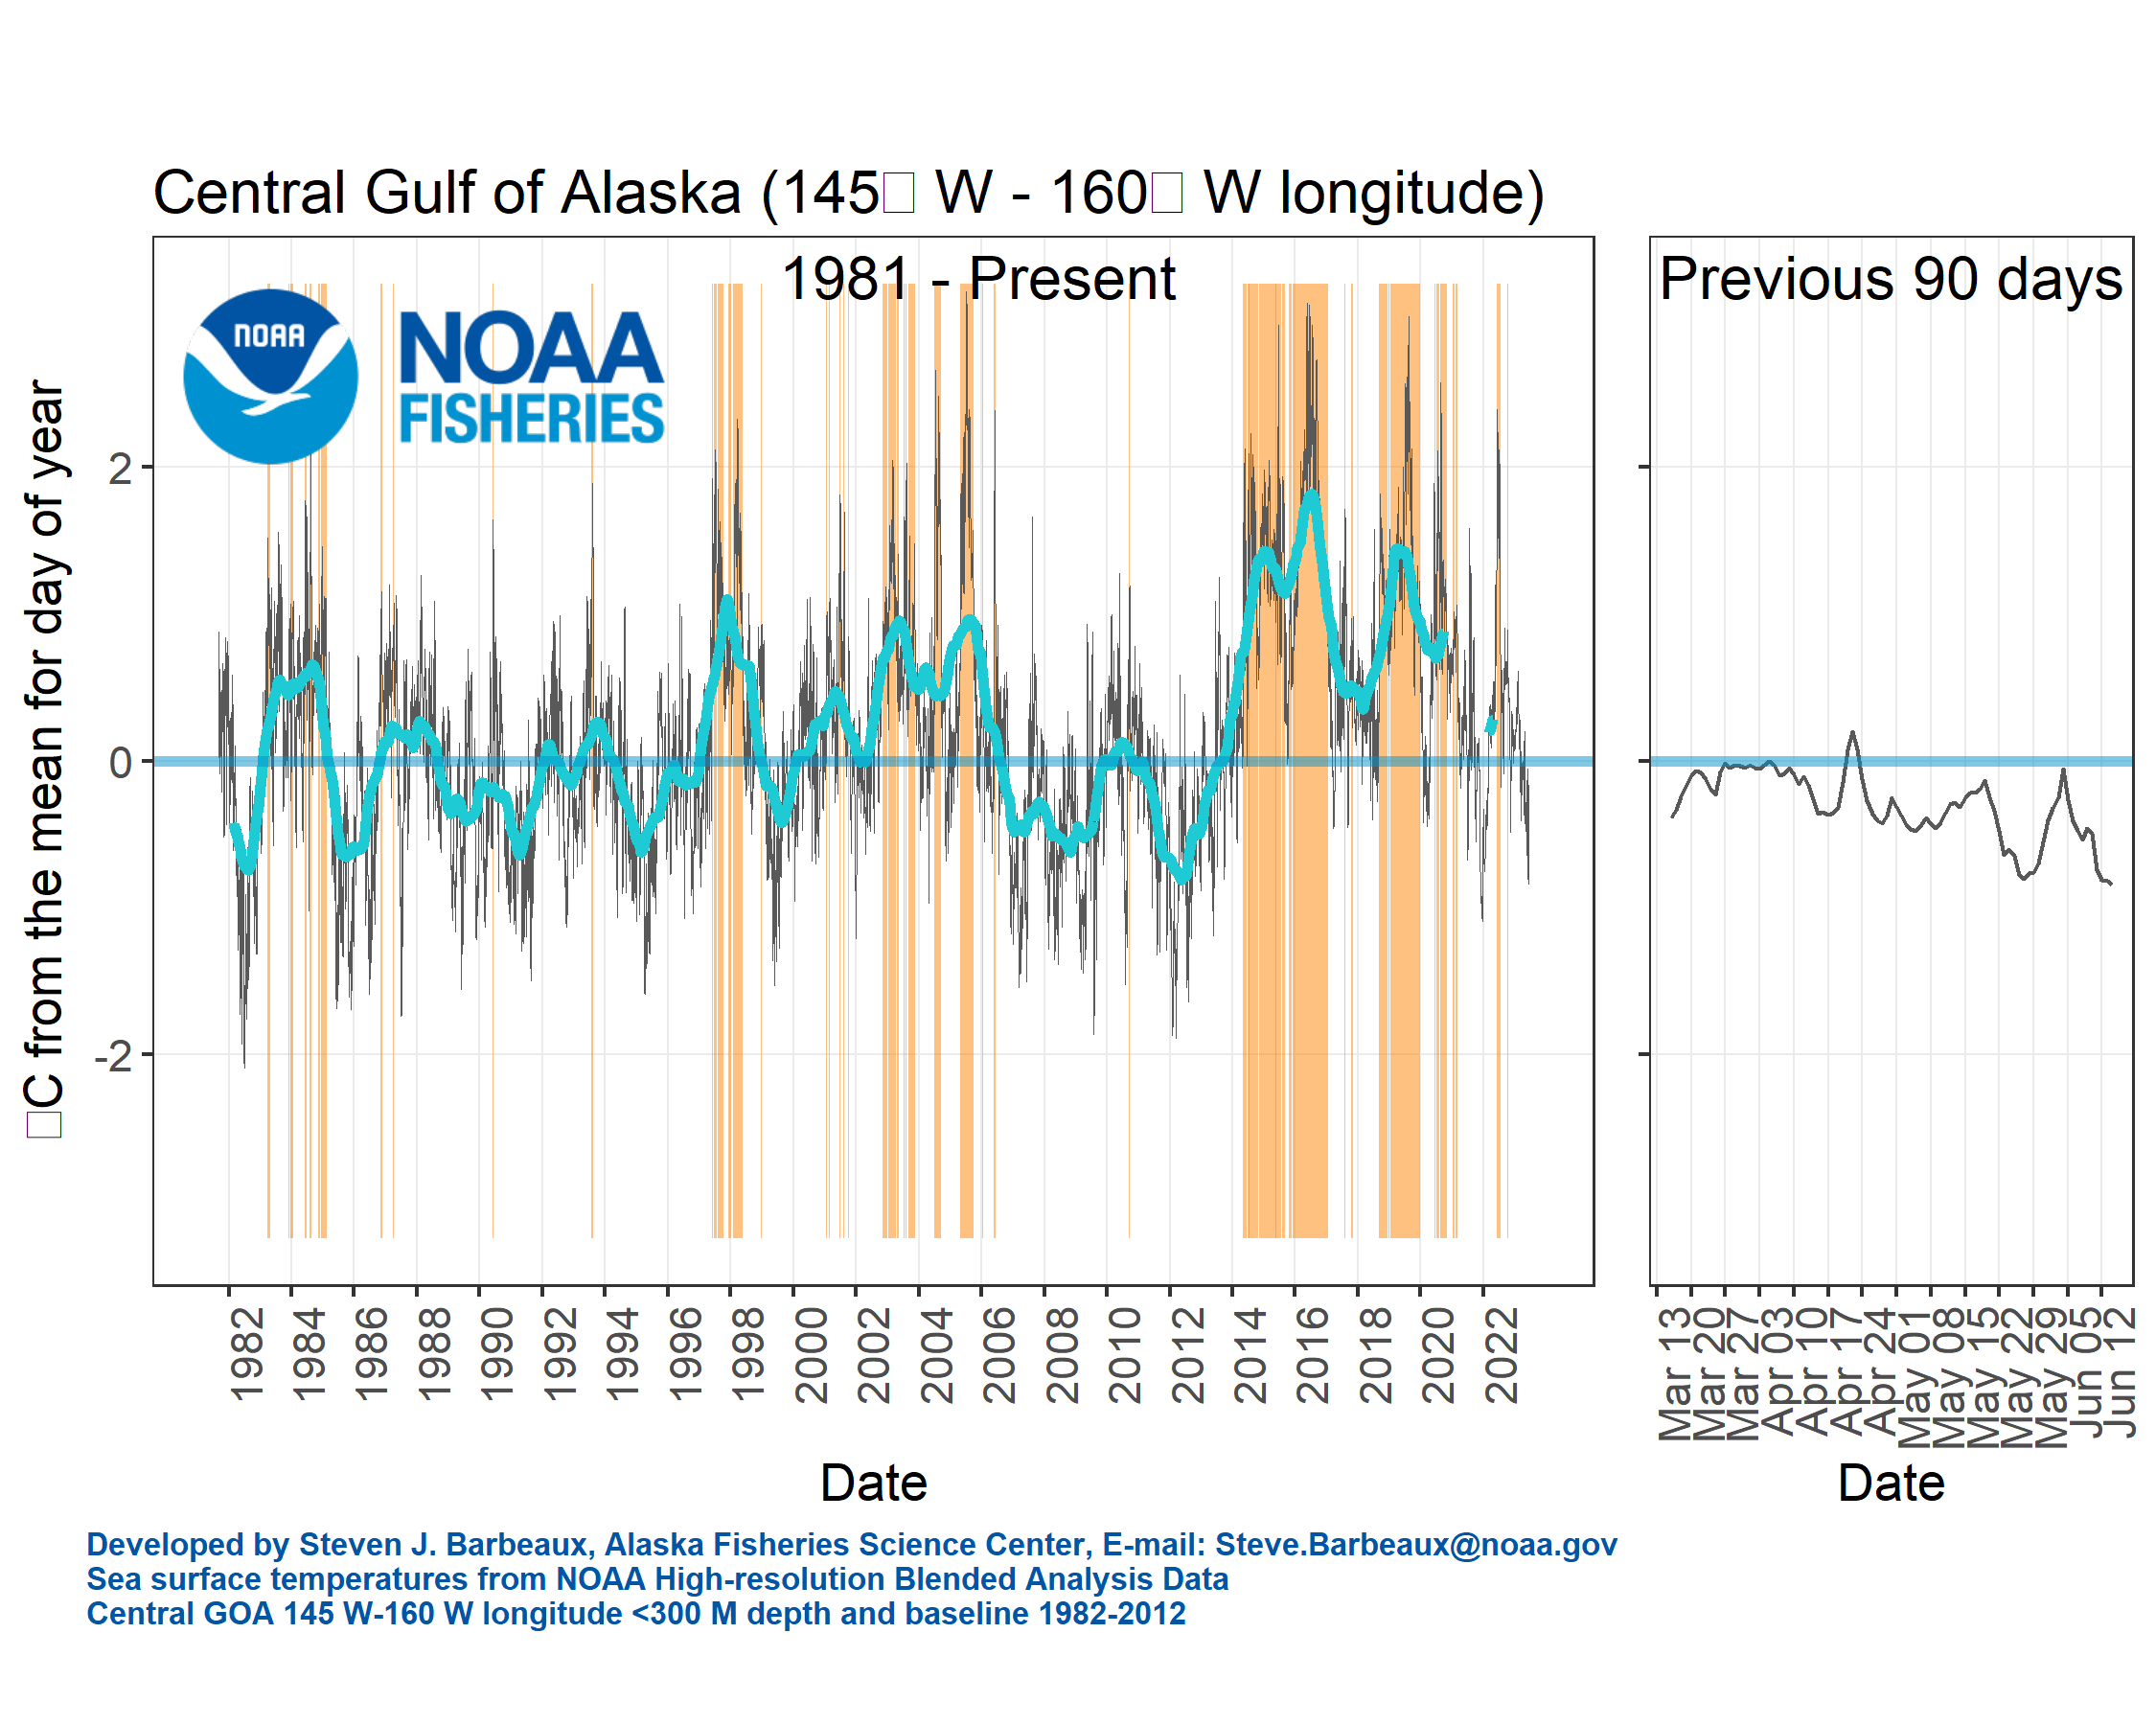 Central Gulf of Alaska (145□ W - 160□ W longitude)
1981 - Present
Previous 90 days
NOAA
NOAA
FISHERIES
□C from the mean for day of year
2
0
-2
1982 1984 1986 1988 1990 1992 1994 1996 1998 2000 2002 2004 2006 2008 2010 2012 2014 2016 2018 2020 2022
Mar 13 Mar 20 Mar 27 Apr 03 Apr 10 Apr 17 Apr 24 May 01 May 08 May 15 May 22 May 29 Jun 05 Jun 12
Date
Date
Developed by Steven J. Barbeaux, Alaska Fisheries Science Center, E-mail: Steve.Barbeaux@noaa.gov
Sea surface temperatures from NOAA High-resolution Blended Analysis Data
Central GOA 145 W-160 W longitude <300 M depth and baseline 1982-2012